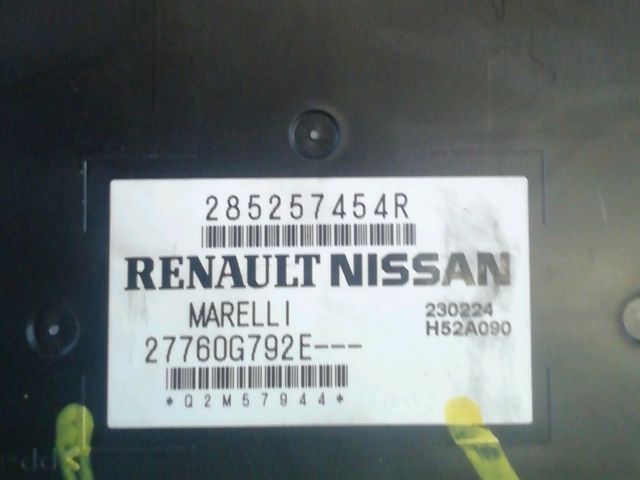 285257454R
RENAULT NISSAN
MARELLI 230224
H52A090
27760G792E---
*Q2M57944*